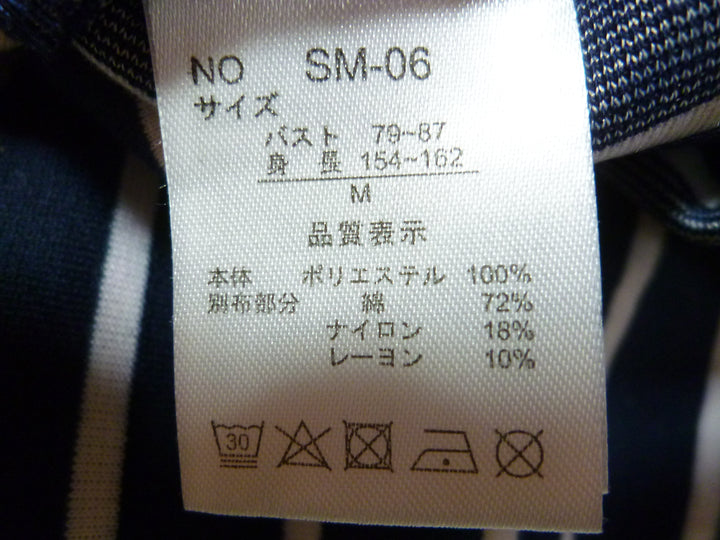 NO SM-06
サイズ
バスト 79~87
身長 154~162
M
品質表示
本体 ポリエステル 100%
別布部分 綿 72%
ナイロン 18%
レーヨン 10%
30